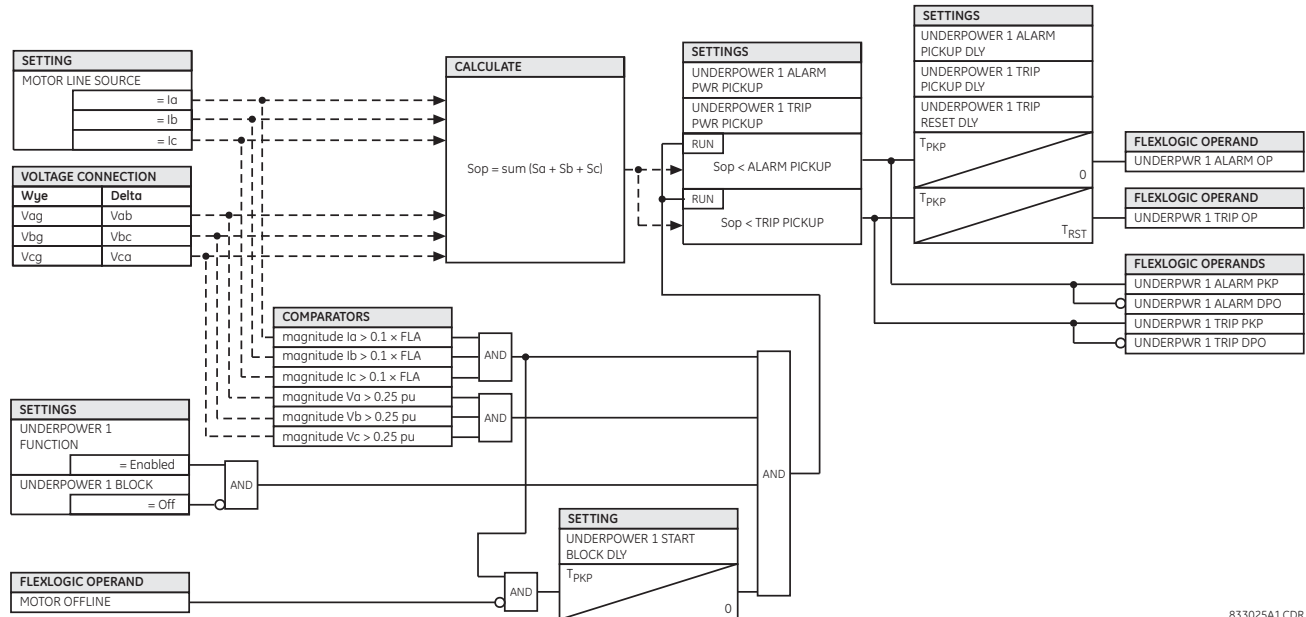 SETTING
MOTOR LINE SOURCE
= Ia
= Ib
= Ic
VOLTAGE CONNECTION
Wye Delta
Vag Vab
Vbg Vbc
Vcg Vca
SETTINGS
UNDERPOWER 1
FUNCTION
= Enabled
UNDERPOWER 1 BLOCK
= Off
AND
FLEXLOGIC OPERAND
MOTOR OFFLINE
CALCULATE
Sop = sum (Sa + Sb + Sc)
COMPARATORS
magnitude Ia > 0.1 × FLA
magnitude Ib > 0.1 × FLA
magnitude Ic > 0.1 × FLA
magnitude Va > 0.25 pu
magnitude Vb > 0.25 pu
magnitude Vc > 0.25 pu
AND
AND
AND
SETTING
UNDERPOWER 1 START
BLOCK DLY
TPKP
0
AND
SETTINGS
UNDERPOWER 1 ALARM
PWR PICKUP
UNDERPOWER 1 TRIP
PWR PICKUP
RUN
Sop < ALARM PICKUP
RUN
Sop < TRIP PICKUP
SETTINGS
UNDERPOWER 1 ALARM
PICKUP DLY
UNDERPOWER 1 TRIP
PICKUP DLY
UNDERPOWER 1 TRIP
RESET DLY
TPKP
0
TPKP
TRST
FLEXLOGIC OPERAND
UNDERPWR 1 ALARM OP
FLEXLOGIC OPERAND
UNDERPWR 1 TRIP OP
FLEXLOGIC OPERANDS
UNDERPWR 1 ALARM PKP
UNDERPWR 1 ALARM DPO
UNDERPWR 1 TRIP PKP
UNDERPWR 1 TRIP DPO
833025A1.CDR